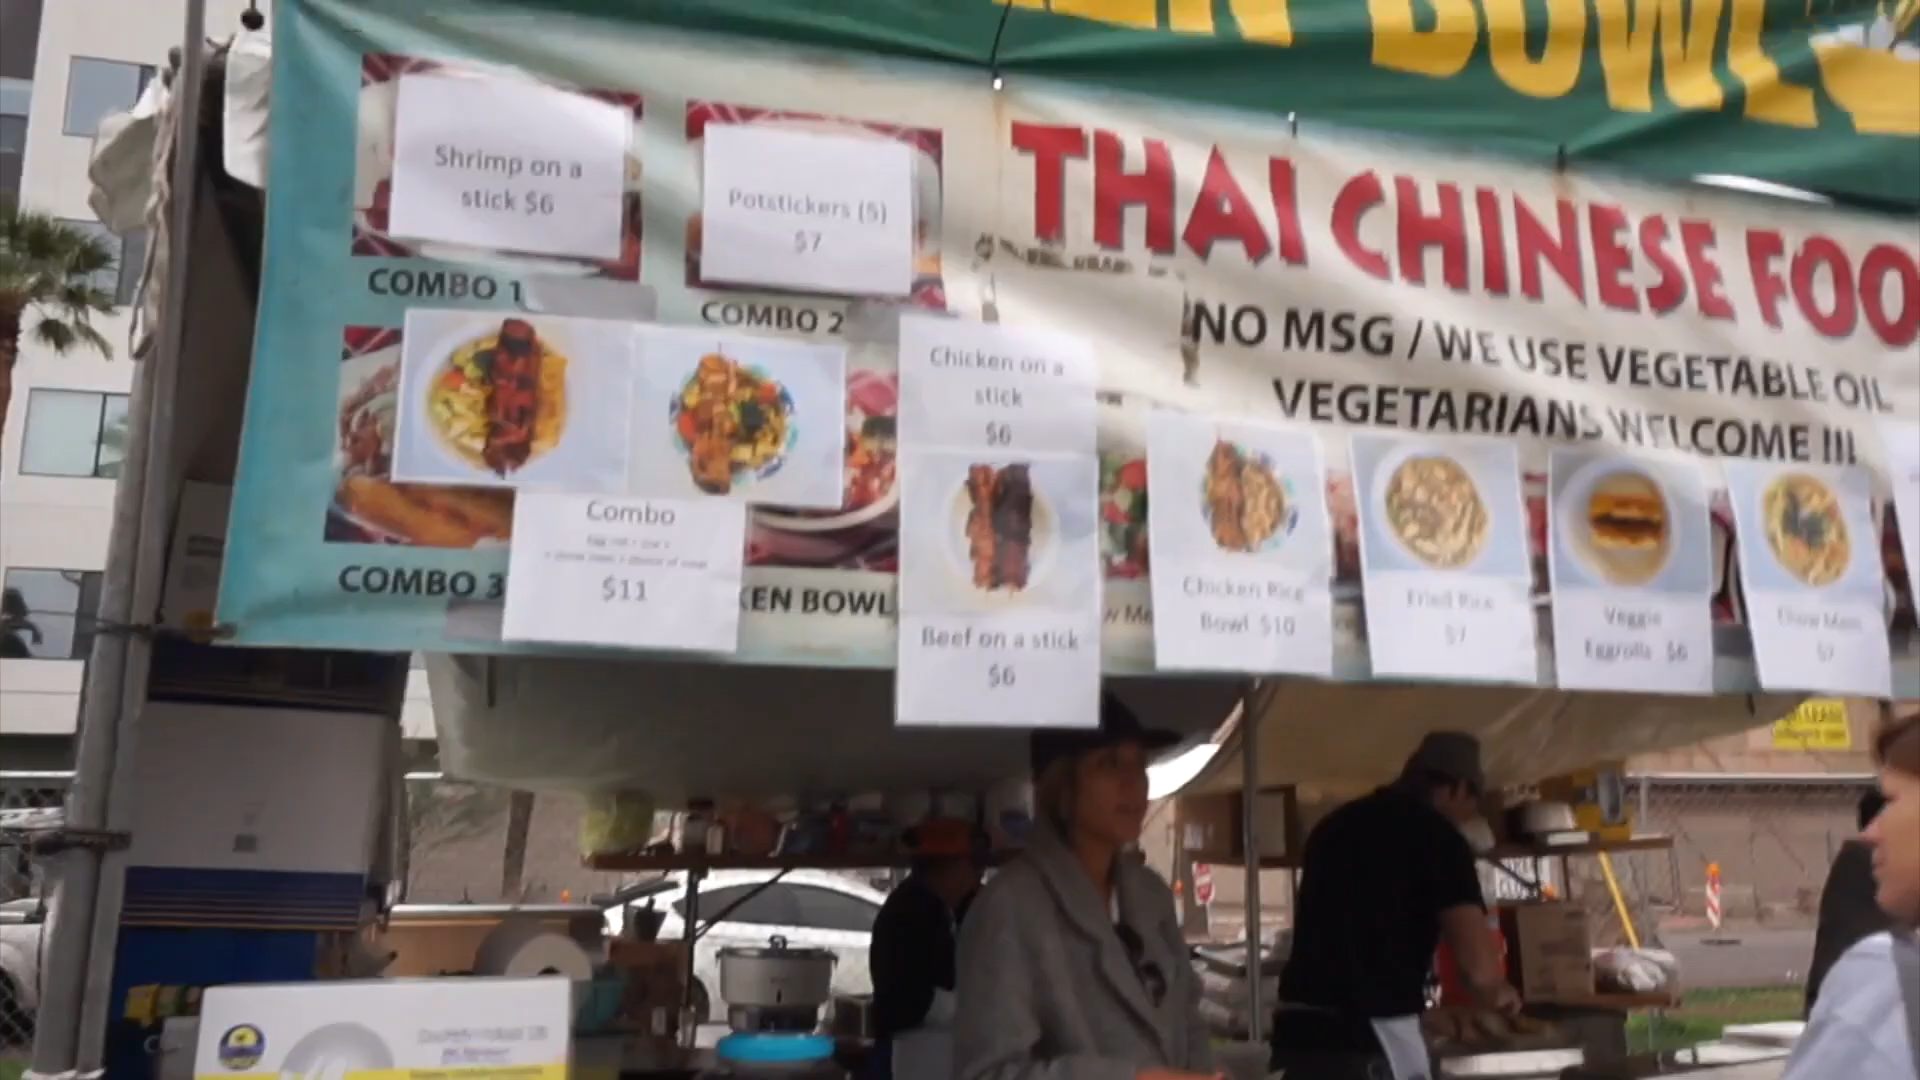 BOWL
Shrimp on a
stick $6
Potstickers (5)
$7
THAI CHINESE FOO
COMBO 1
COMBO 2
NO MSG / WE USE VEGETABLE OIL
VEGETARIANS WELCOME !!!
Chicken on a
stick
$6
Combo
$11
COMBO 3
KEN BOWL
Beef on a stick
$6
Chicken Rice
Bowl $10
Fried Rice
$7
Veggie
Eggrolls $6
Chow Mein
$7